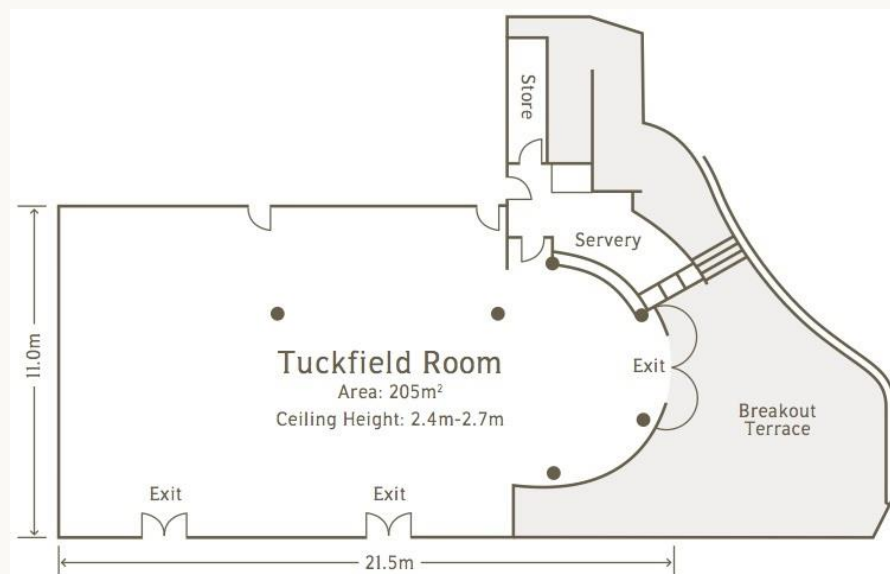 Store
Servery
11.0m
Tuckfield Room
Area: 205m²
Ceiling Height: 2.4m-2.7m
Exit
Breakout
Terrace
Exit
Exit
21.5m